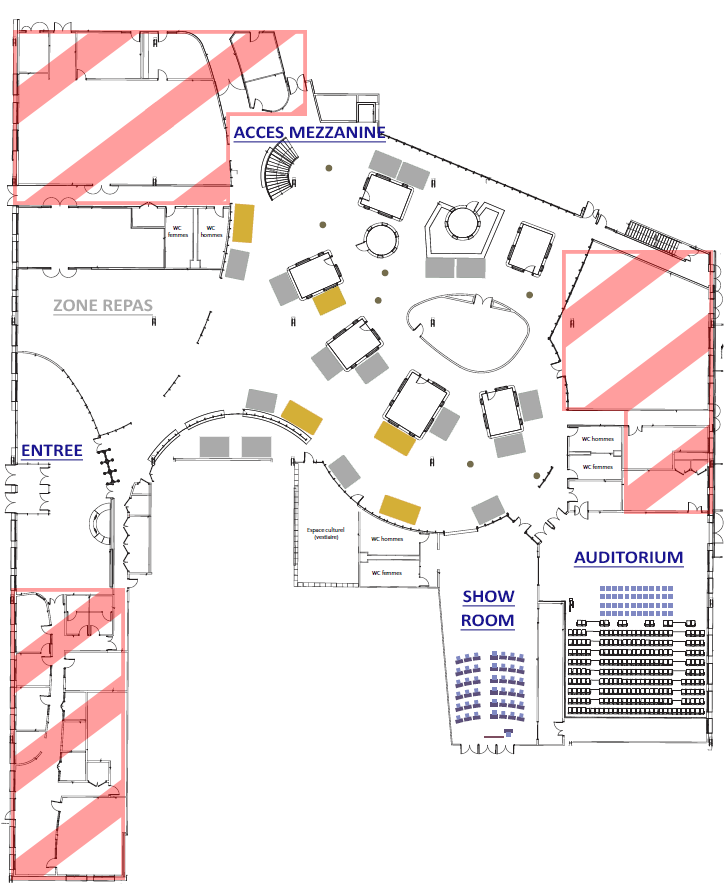 ACCES MEZZANINE
WC
femmes
WC
hommes
ZONE REPAS
ENTREE
WC hommes
WC femmes
Espace culturel
(vestiaire)
WC hommes
WC femmes
AUDITORIUM
SHOW
ROOM